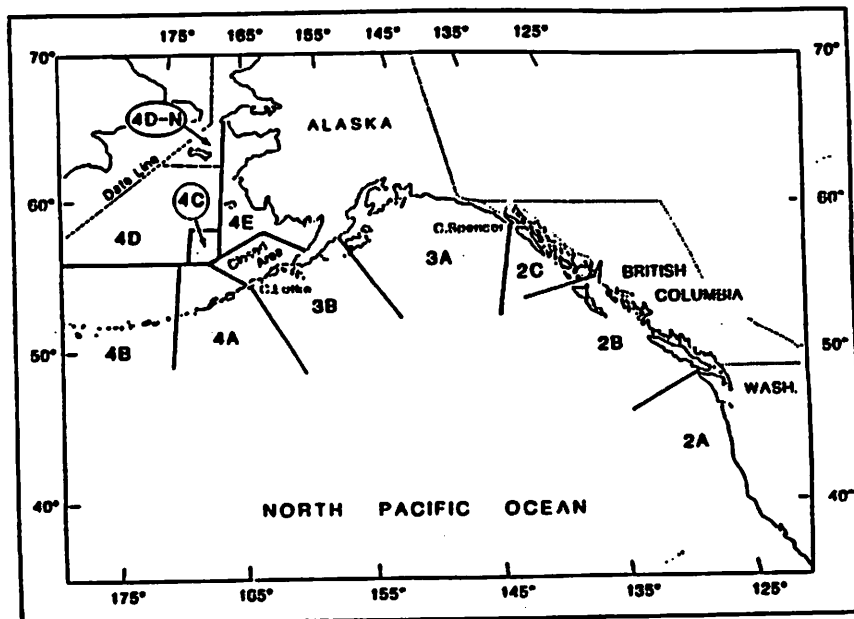 175° 165° 155° 145° 135° 125°
70° 70°
4D-N
ALASKA
Date Line
4C
4E
60° 60°
4D
Closed
Area
C. Spencer
3A
2C
BRITISH
COLUMBIA
3B
4A
4B
2B
50° 50°
WASH.
2A
40° 40°
NORTH PACIFIC OCEAN
175° 165° 155° 145° 135° 125°